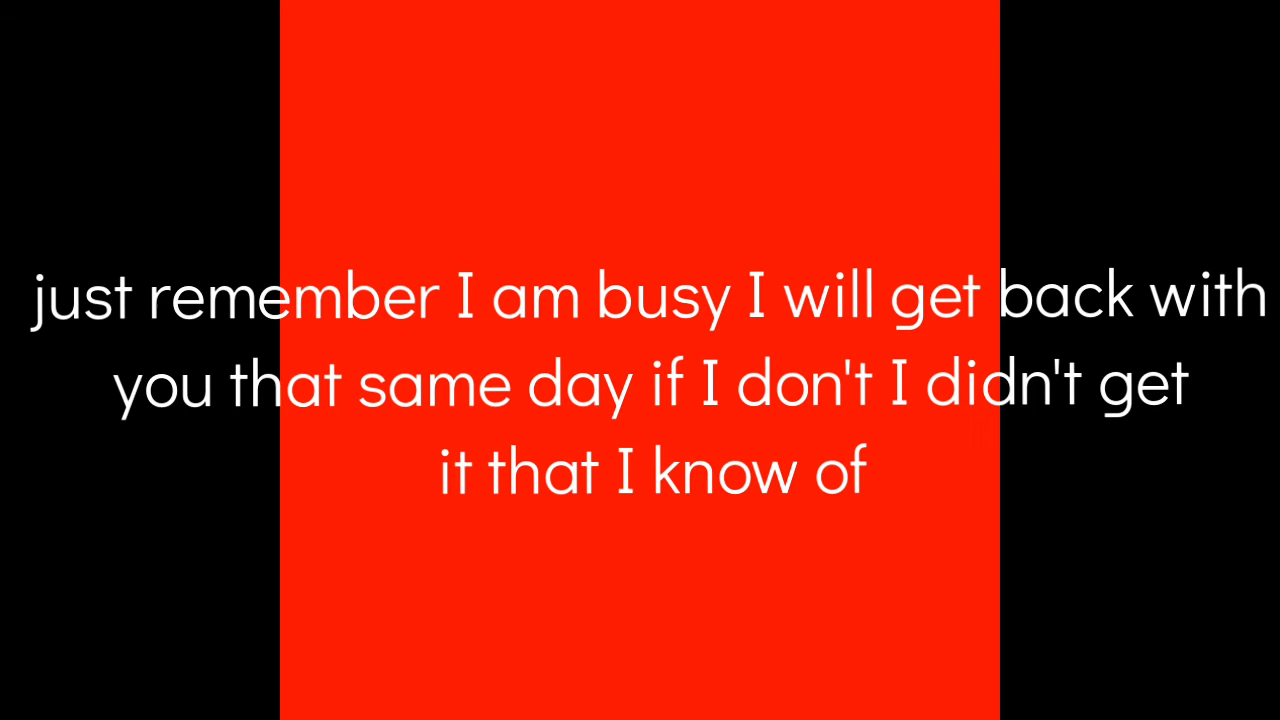 just remember I am busy I will get back with
you that same day if I don't I didn't get
it that I know of